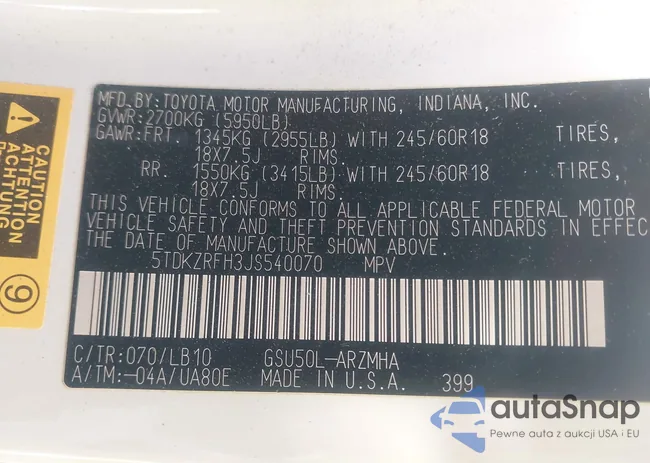 MFD.BY:TOYOTA MOTOR MANUFACTURING, INDIANA, INC.
GVWR:2700KG (5950LB)
GAWR:FRT. 1345KG (2955LB) WITH 245/60R18 TIRES,
18X7.5J RIMS.
RR. 1550KG (3415LB) WITH 245/60R18 TIRES,
18X7.5J RIMS.
THIS VEHICLE CONFORMS TO ALL APPLICABLE FEDERAL MOTOR
VEHICLE SAFETY AND THEFT PREVENTION STANDARDS IN EFFEC
THE DATE OF MANUFACTURE SHOWN ABOVE.
5TDKZRFH3JS540070 MPV
C/TR:070/LB10 GSU50L-ARZMHA
A/TM:-04A/UA80E MADE IN U.S.A. 399
CAUTION
ATTENTION
ACHTUNG
9
autaSnap
Pewne auta z aukcji USA i EU